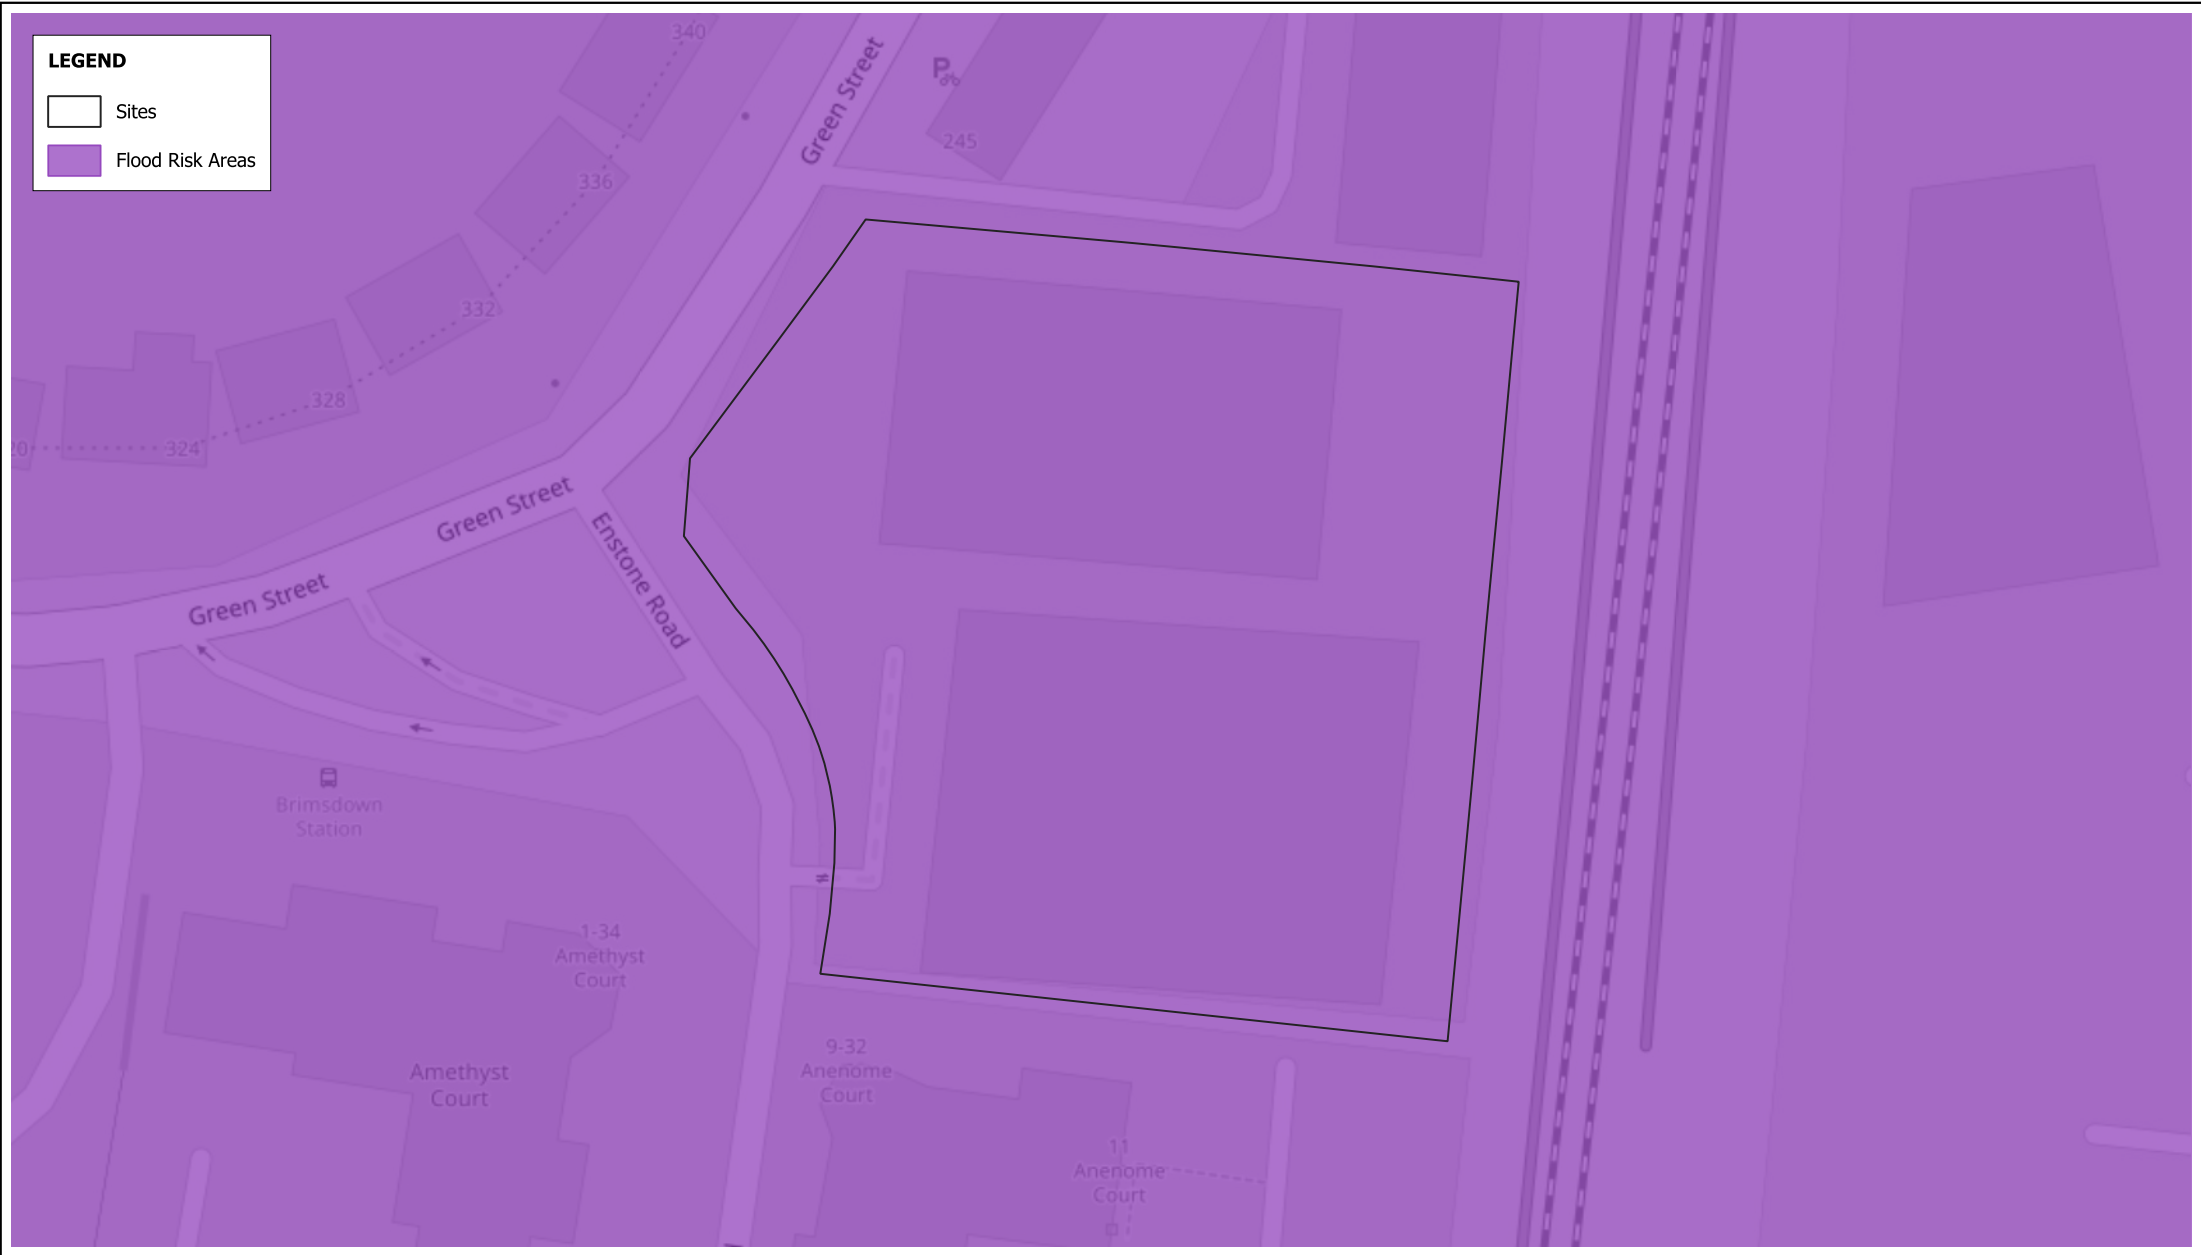 LEGEND
Sites
Flood Risk Areas
340
Green Street
P
245
336
332
328
324
20
Green Street
Enstone Road
Green Street
Brimsdown
Station
1-34
Amethyst
Court
Amethyst
Court
9-32
Anenome
Court
11
Anenome
Court